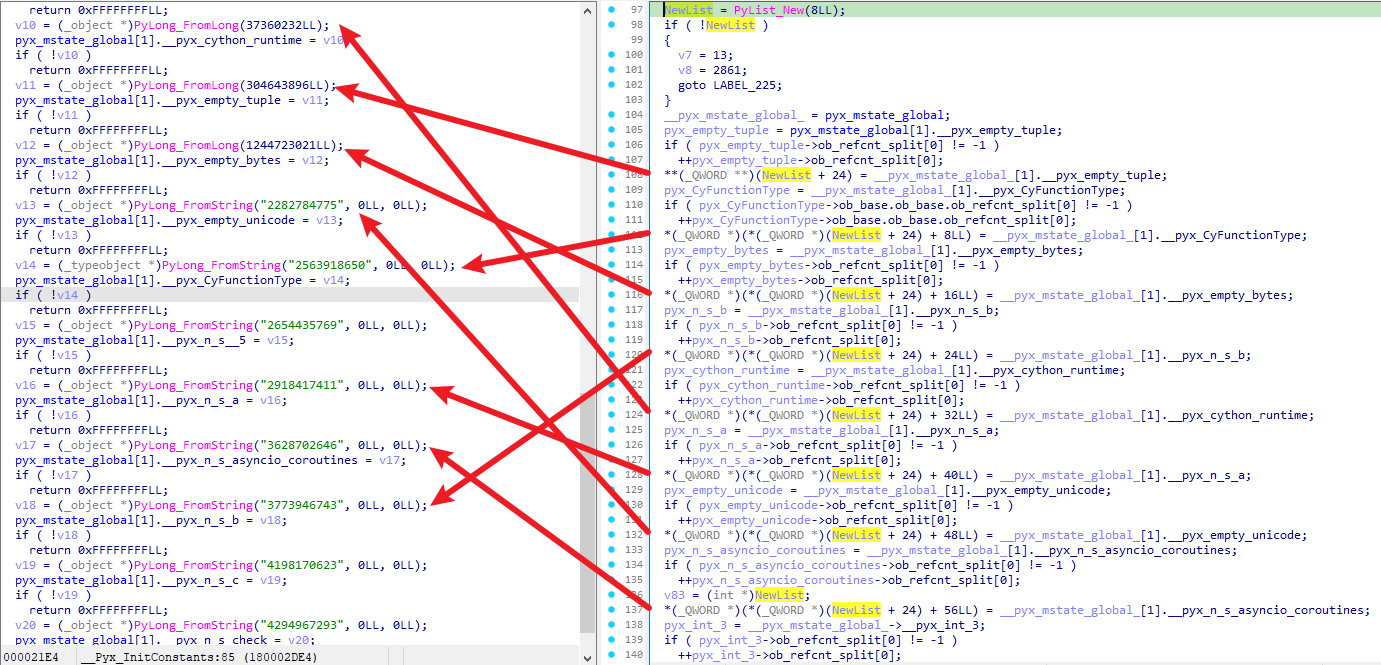 return 0xFFFFFFFFLL;
v10 = (_object *)PyLong_FromLong(37360232LL);
pyx_mstate_global[1].__pyx_cython_runtime = v10
if ( !v10 )
return 0xFFFFFFFFLL;
v11 = (_object *)PyLong_FromLong(304643896LL);
pyx_mstate_global[1].__pyx_empty_tuple = v11;
if ( !v11 )
return 0xFFFFFFFFLL;
v12 = (_object *)PyLong_FromLong(1244723021LL);
pyx_mstate_global[1].__pyx_empty_bytes = v12;
if ( !v12 )
return 0xFFFFFFFFLL;
v13 = (_object *)PyLong_FromString("2282784775", 0LL, 0LL);
pyx_mstate_global[1].__pyx_empty_unicode = v13;
if ( !v13 )
return 0xFFFFFFFFLL;
v14 = (_typeobject *)PyLong_FromString("2563918650", 0LL, 0LL);
pyx_mstate_global[1].__pyx_CyFunctionType = v14;
if ( !v14 )
return 0xFFFFFFFFLL;
v15 = (_object *)PyLong_FromString("2654435769", 0LL, 0LL);
pyx_mstate_global[1].__pyx_n_s__5 = v15;
if ( !v15 )
return 0xFFFFFFFFLL;
v16 = (_object *)PyLong_FromString("2918417411", 0LL, 0LL);
pyx_mstate_global[1].__pyx_n_s_a = v16;
if ( !v16 )
return 0xFFFFFFFFLL;
v17 = (_object *)PyLong_FromString("3628702646", 0LL, 0LL);
pyx_mstate_global[1].__pyx_n_s_asyncio_coroutines = v17;
if ( !v17 )
return 0xFFFFFFFFLL;
v18 = (_object *)PyLong_FromString("3773946743", 0LL, 0LL);
pyx_mstate_global[1].__pyx_n_s_b = v18;
if ( !v18 )
return 0xFFFFFFFFLL;
v19 = (_object *)PyLong_FromString("4198170623", 0LL, 0LL);
pyx_mstate_global[1].__pyx_n_s_c = v19;
if ( !v19 )
return 0xFFFFFFFFLL;
v20 = (_object *)PyLong_FromString("4294967293", 0LL, 0LL);
pyx_mstate_global[1].__pyx_n_s_check = v20;
000021E4 __Pyx_InitConstants:85 (180002DE4)
97 NewList = PyList_New(8LL);
98 if ( !NewList )
99 {
100 v7 = 13;
101 v8 = 2861;
102 goto LABEL_225;
103 }
104 __pyx_mstate_global_ = pyx_mstate_global;
105 pyx_empty_tuple = pyx_mstate_global[1].__pyx_empty_tuple;
106 if ( pyx_empty_tuple->ob_refcnt_split[0] != -1 )
107 ++pyx_empty_tuple->ob_refcnt_split[0];
108 **(_QWORD **)(NewList + 24) = __pyx_mstate_global_[1].__pyx_empty_tuple;
109 pyx_CyFunctionType = __pyx_mstate_global_[1].__pyx_CyFunctionType;
110 if ( pyx_CyFunctionType->ob_base.ob_base.ob_refcnt_split[0] != -1 )
111 ++pyx_CyFunctionType->ob_base.ob_base.ob_refcnt_split[0];
*(_QWORD *)(*(_QWORD *)(NewList + 24) + 8LL) = __pyx_mstate_global_[1].__pyx_CyFunctionType;
113 pyx_empty_bytes = __pyx_mstate_global_[1].__pyx_empty_bytes;
114 if ( pyx_empty_bytes->ob_refcnt_split[0] != -1 )
115 ++pyx_empty_bytes->ob_refcnt_split[0];
116 *(_QWORD *)(*(_QWORD *)(NewList + 24) + 16LL) = __pyx_mstate_global_[1].__pyx_empty_bytes;
117 pyx_n_s_b = __pyx_mstate_global_[1].__pyx_n_s_b;
118 if ( pyx_n_s_b->ob_refcnt_split[0] != -1 )
119 ++pyx_n_s_b->ob_refcnt_split[0];
120 *(_QWORD *)(*(_QWORD *)(NewList + 24) + 24LL) = __pyx_mstate_global_[1].__pyx_n_s_b;
121 pyx_cython_runtime = __pyx_mstate_global_[1].__pyx_cython_runtime;
122 if ( pyx_cython_runtime->ob_refcnt_split[0] != -1 )
++pyx_cython_runtime->ob_refcnt_split[0];
124 *(_QWORD *)(*(_QWORD *)(NewList + 24) + 32LL) = __pyx_mstate_global_[1].__pyx_cython_runtime;
125 pyx_n_s_a = __pyx_mstate_global_[1].__pyx_n_s_a;
126 if ( pyx_n_s_a->ob_refcnt_split[0] != -1 )
127 ++pyx_n_s_a->ob_refcnt_split[0];
128 *(_QWORD *)(*(_QWORD *)(NewList + 24) + 40LL) = __pyx_mstate_global_[1].__pyx_n_s_a;
129 pyx_empty_unicode = __pyx_mstate_global_[1].__pyx_empty_unicode;
130 if ( pyx_empty_unicode->ob_refcnt_split[0] != -1 )
131 ++pyx_empty_unicode->ob_refcnt_split[0];
132 *(_QWORD *)(*(_QWORD *)(NewList + 24) + 48LL) = __pyx_mstate_global_[1].__pyx_empty_unicode;
133 pyx_n_s_asyncio_coroutines = __pyx_mstate_global_[1].__pyx_n_s_asyncio_coroutines;
134 if ( pyx_n_s_asyncio_coroutines->ob_refcnt_split[0] != -1 )
135 ++pyx_n_s_asyncio_coroutines->ob_refcnt_split[0];
136 v83 = (int *)NewList;
137 *(_QWORD *)(*(_QWORD *)(NewList + 24) + 56LL) = __pyx_mstate_global_[1].__pyx_n_s_asyncio_coroutines;
138 pyx_int_3 = __pyx_mstate_global_->__pyx_int_3;
139 if ( pyx_int_3->ob_refcnt_split[0] != -1 )
140 ++pyx_int_3->ob_refcnt_split[0];